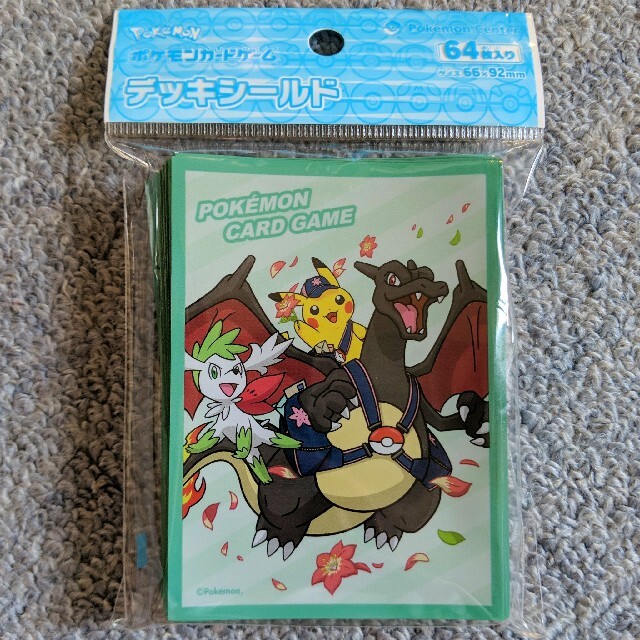 POKÉMON
Pokémon Center
ポケモンカードゲーム
64枚入り
デッキシールド
サイズ 66×92mm
POKÉMON
CARD GAME
©Pokémon.